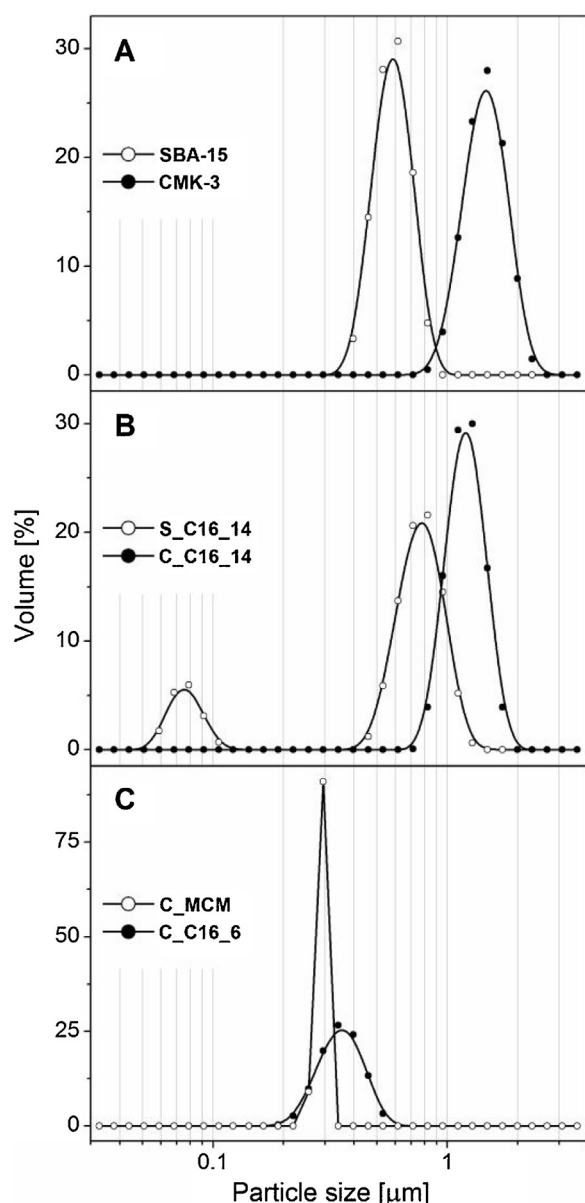 A
30
20
10
0
SBA-15
CMK-3
B
30
20
10
0
S_C16_14
C_C16_14
Volume [%]
C
75
50
25
0
C_MCM
C_C16_6
0.1 1
Particle size [μm]